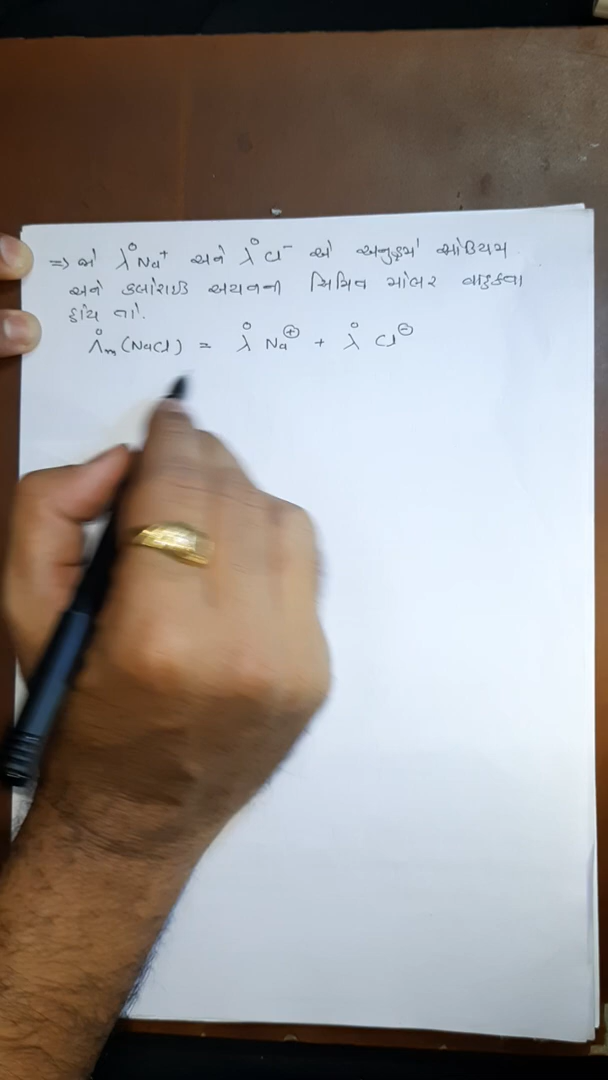 ⇒ જો λ°Na⁺ અને λ°Cl⁻ એ અનુક્રમે સોડિયમ
અને ક્લોરાઇડ આયનની સિમિત મોલર વાહકતા
હોય તો.
Λ°m (NaCl) = λ° Na⊕ + λ° Cl⊖